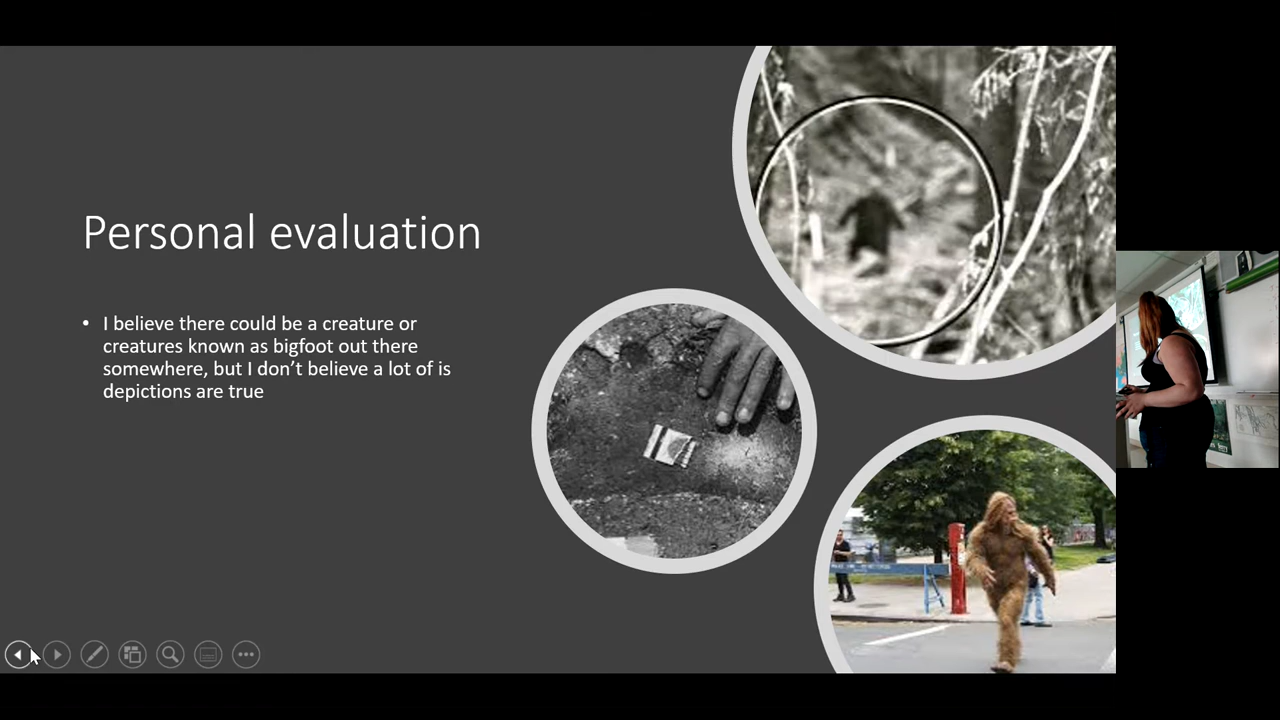 Personal evaluation
• I believe there could be a creature or
creatures known as bigfoot out there
somewhere, but I don't believe a lot of is
depictions are true